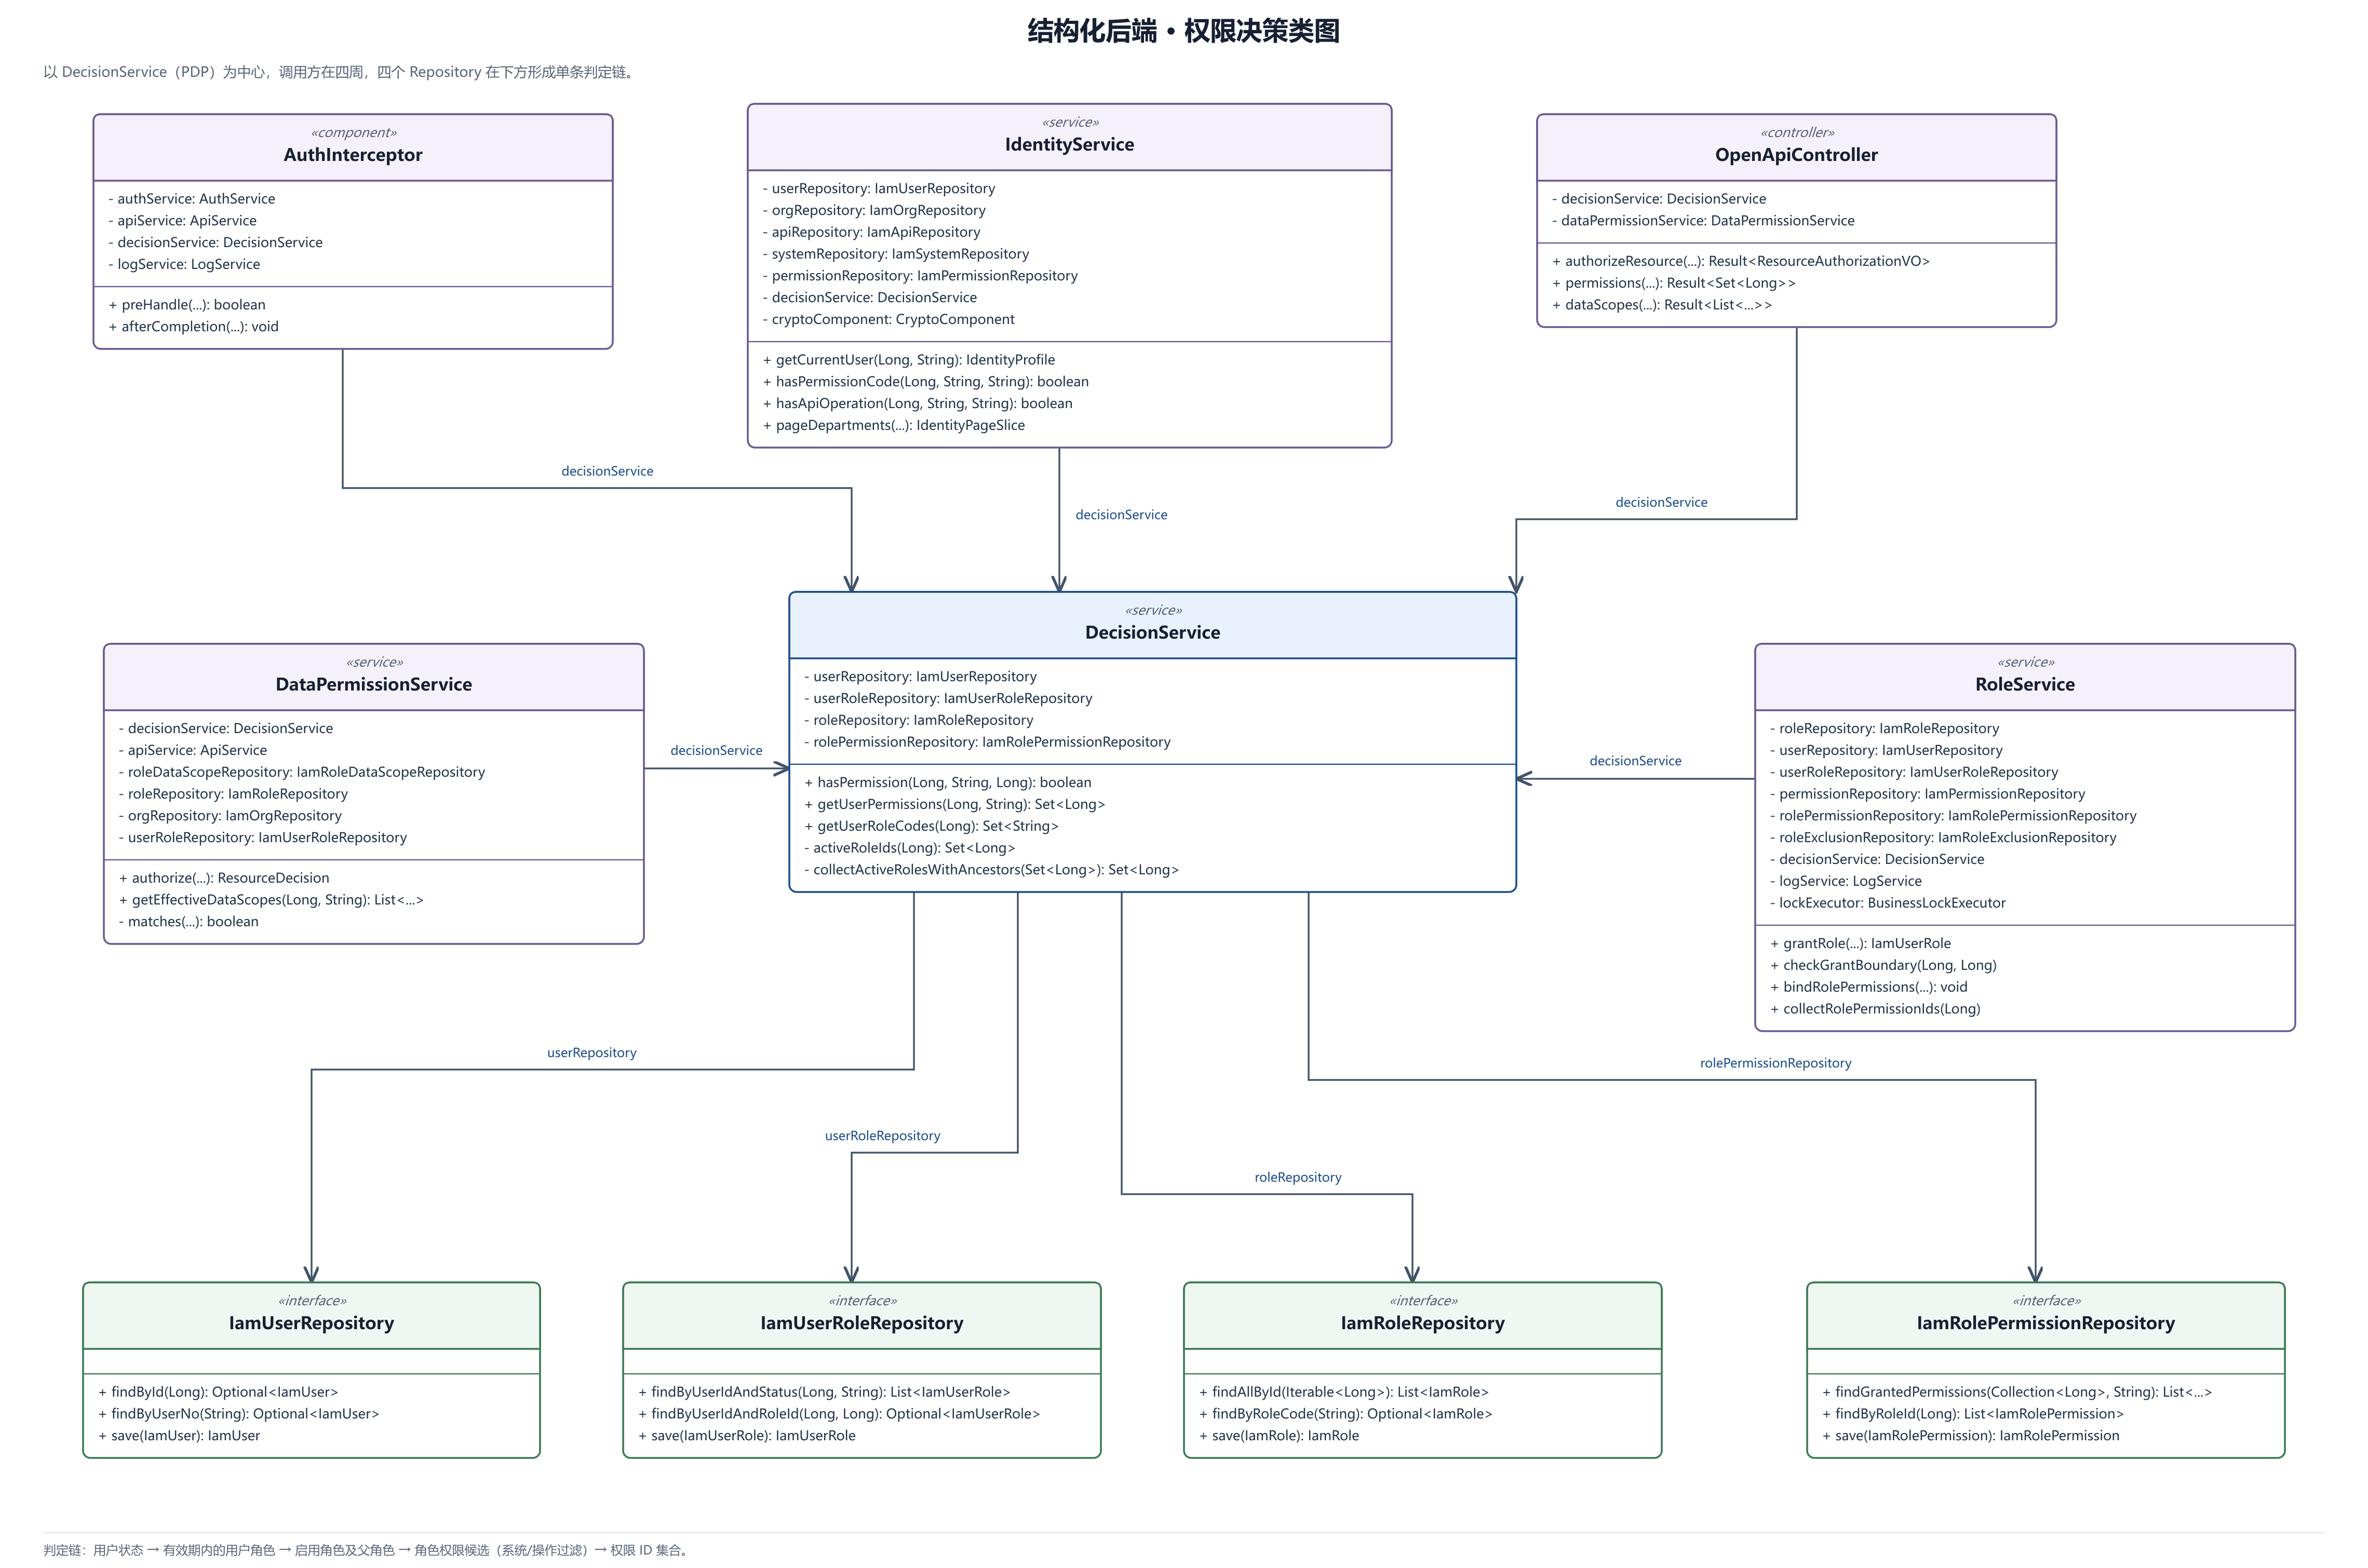 结构化后端 · 权限决策类图
以 DecisionService（PDP）为中心，调用方在四周，四个 Repository 在下方形成单条判定链。
«component»
AuthInterceptor
- authService: AuthService
- apiService: ApiService
- decisionService: DecisionService
- logService: LogService
+ preHandle(...): boolean
+ afterCompletion(...): void
«service»
IdentityService
- userRepository: IamUserRepository
- orgRepository: IamOrgRepository
- apiRepository: IamApiRepository
- systemRepository: IamSystemRepository
- permissionRepository: IamPermissionRepository
- decisionService: DecisionService
- cryptoComponent: CryptoComponent
+ getCurrentUser(Long, String): IdentityProfile
+ hasPermissionCode(Long, String, String): boolean
+ hasApiOperation(Long, String, String): boolean
+ pageDepartments(...): IdentityPageSlice
«controller»
OpenApiController
- decisionService: DecisionService
- dataPermissionService: DataPermissionService
+ authorizeResource(...): Result<ResourceAuthorizationVO>
+ permissions(...): Result<Set<Long>>
+ dataScopes(...): Result<List<...>>
decisionService
decisionService
decisionService
«service»
DataPermissionService
- decisionService: DecisionService
- apiService: ApiService
- roleDataScopeRepository: IamRoleDataScopeRepository
- roleRepository: IamRoleRepository
- orgRepository: IamOrgRepository
- userRoleRepository: IamUserRoleRepository
+ authorize(...): ResourceDecision
+ getEffectiveDataScopes(Long, String): List<...>
- matches(...): boolean
decisionService
«service»
DecisionService
- userRepository: IamUserRepository
- userRoleRepository: IamUserRoleRepository
- roleRepository: IamRoleRepository
- rolePermissionRepository: IamRolePermissionRepository
+ hasPermission(Long, String, Long): boolean
+ getUserPermissions(Long, String): Set<Long>
+ getUserRoleCodes(Long): Set<String>
- activeRoleIds(Long): Set<Long>
- collectActiveRolesWithAncestors(Set<Long>): Set<Long>
decisionService
«service»
RoleService
- roleRepository: IamRoleRepository
- userRepository: IamUserRepository
- userRoleRepository: IamUserRoleRepository
- permissionRepository: IamPermissionRepository
- rolePermissionRepository: IamRolePermissionRepository
- roleExclusionRepository: IamRoleExclusionRepository
- decisionService: DecisionService
- logService: LogService
- lockExecutor: BusinessLockExecutor
+ grantRole(...): IamUserRole
+ checkGrantBoundary(Long, Long)
+ bindRolePermissions(...): void
+ collectRolePermissionIds(Long)
userRepository
rolePermissionRepository
userRoleRepository
roleRepository
«interface»
IamUserRepository
+ findById(Long): Optional<IamUser>
+ findByUserNo(String): Optional<IamUser>
+ save(IamUser): IamUser
«interface»
IamUserRoleRepository
+ findByUserIdAndStatus(Long, String): List<IamUserRole>
+ findByUserIdAndRoleId(Long, Long): Optional<IamUserRole>
+ save(IamUserRole): IamUserRole
«interface»
IamRoleRepository
+ findAllById(Iterable<Long>): List<IamRole>
+ findByRoleCode(String): Optional<IamRole>
+ save(IamRole): IamRole
«interface»
IamRolePermissionRepository
+ findGrantedPermissions(Collection<Long>, String): List<...>
+ findByRoleId(Long): List<IamRolePermission>
+ save(IamRolePermission): IamRolePermission
判定链：用户状态 → 有效期内的用户角色 → 启用角色及父角色 → 角色权限候选（系统/操作过滤）→ 权限 ID 集合。